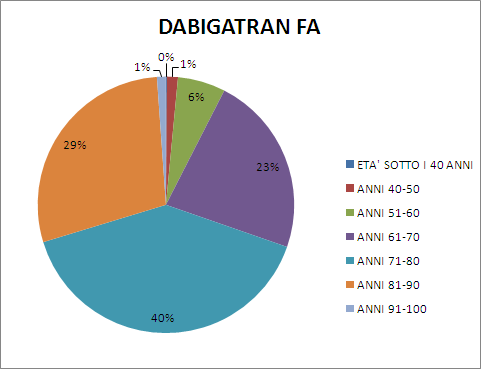 DABIGATRAN FA
0%
1%
1%
6%
23%
29%
40%
ETA' SOTTO I 40 ANNI
ANNI 40-50
ANNI 51-60
ANNI 61-70
ANNI 71-80
ANNI 81-90
ANNI 91-100